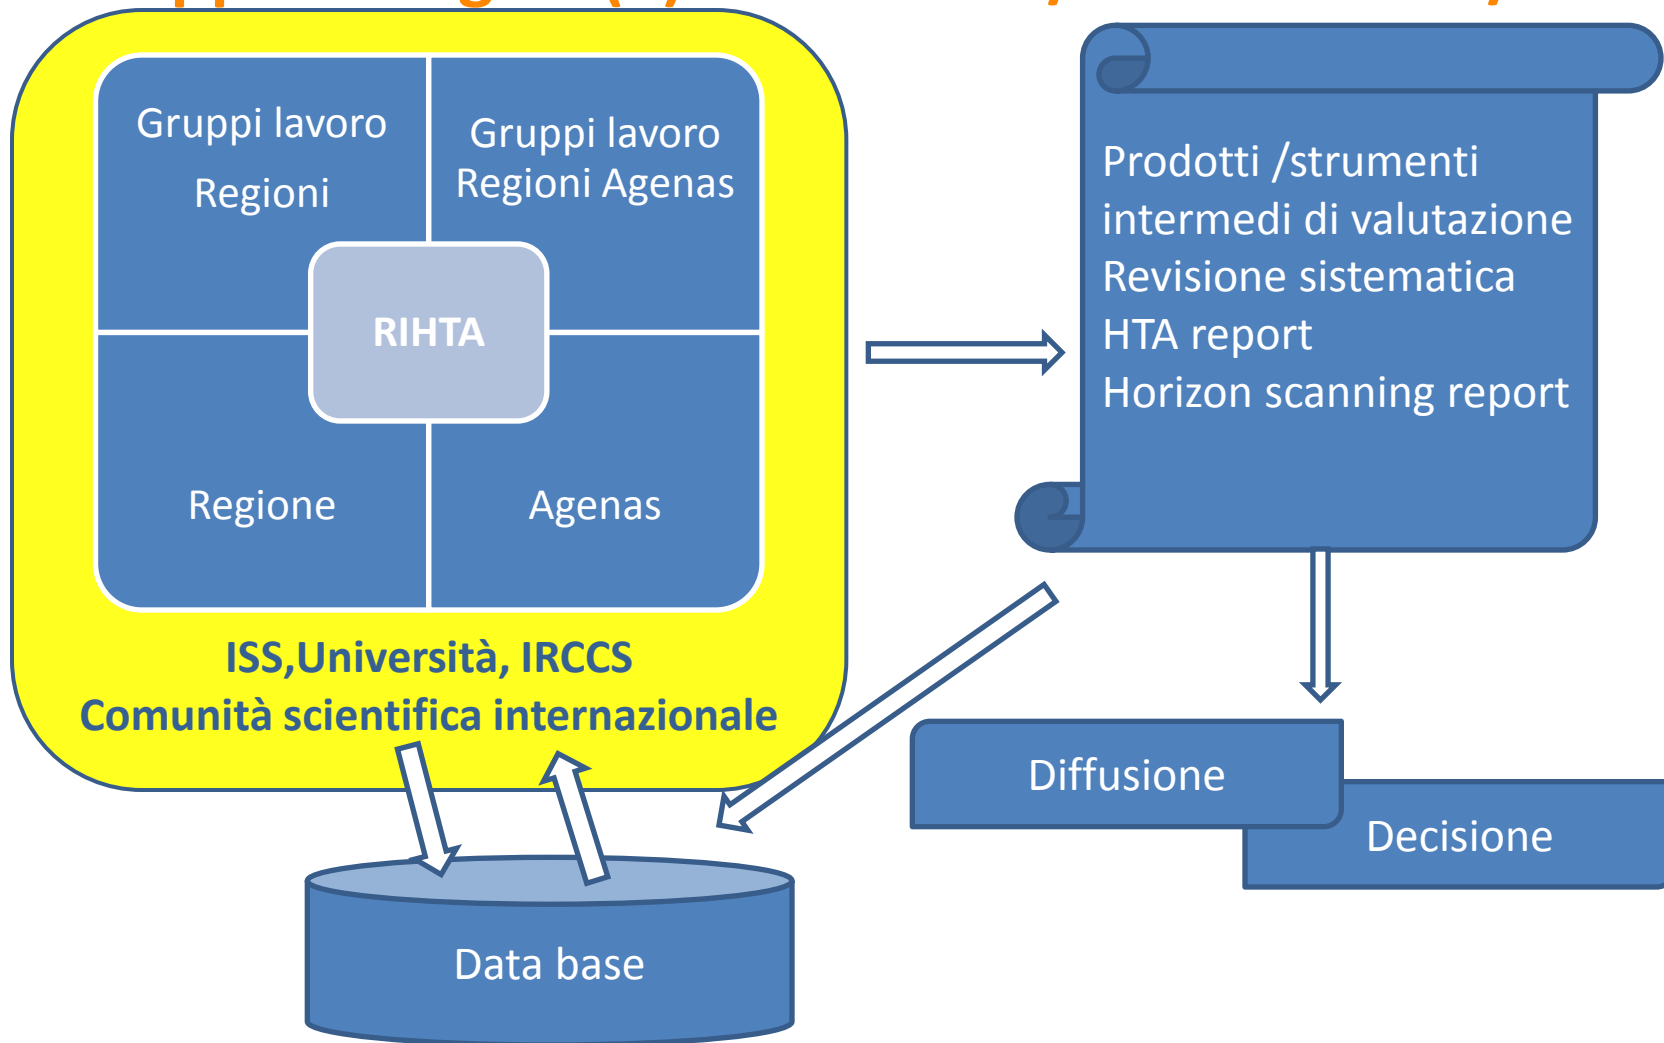 Gruppi lavoro
Regioni
Gruppi lavoro
Regioni Agenas
RIHTA
Regione
Agenas
ISS,Università, IRCCS
Comunità scientifica internazionale
Prodotti /strumenti
intermedi di valutazione
Revisione sistematica
HTA report
Horizon scanning report
Diffusione
Decisione
Data base